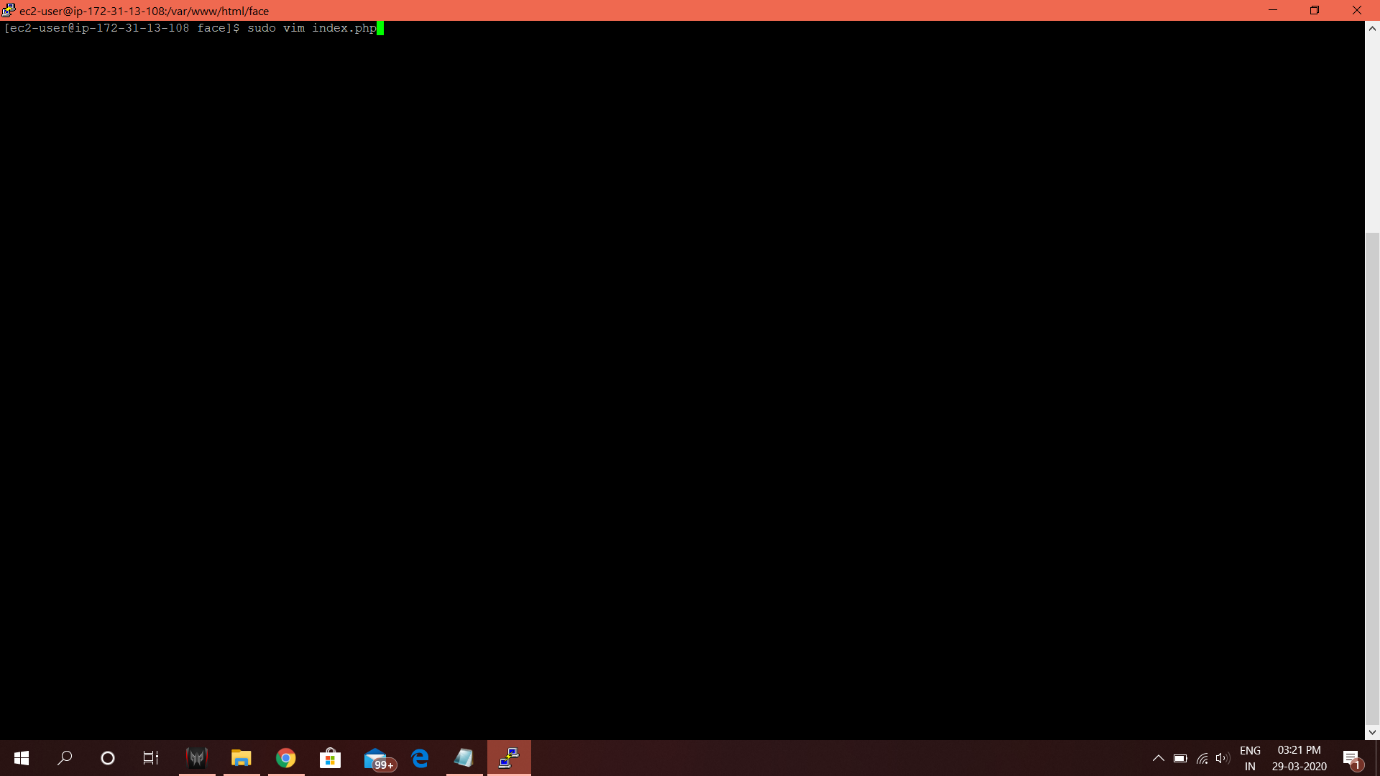 ec2-user@ip-172-31-13-108:/var/www/html/face
[ec2-user@ip-172-31-13-108 face]$ sudo vim index.php
99+
ENG
IN
03:21 PM
29-03-2020
1